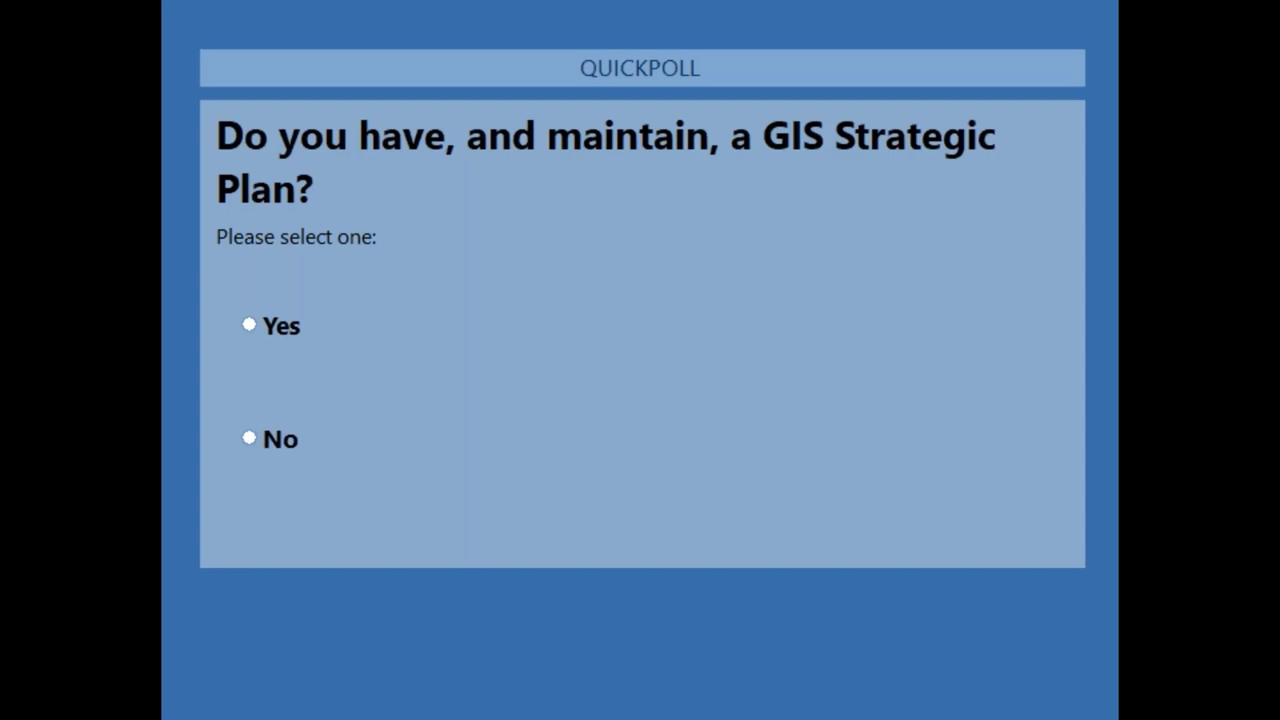 QUICKPOLL
Do you have, and maintain, a GIS Strategic
Plan?
Please select one:
Yes
No